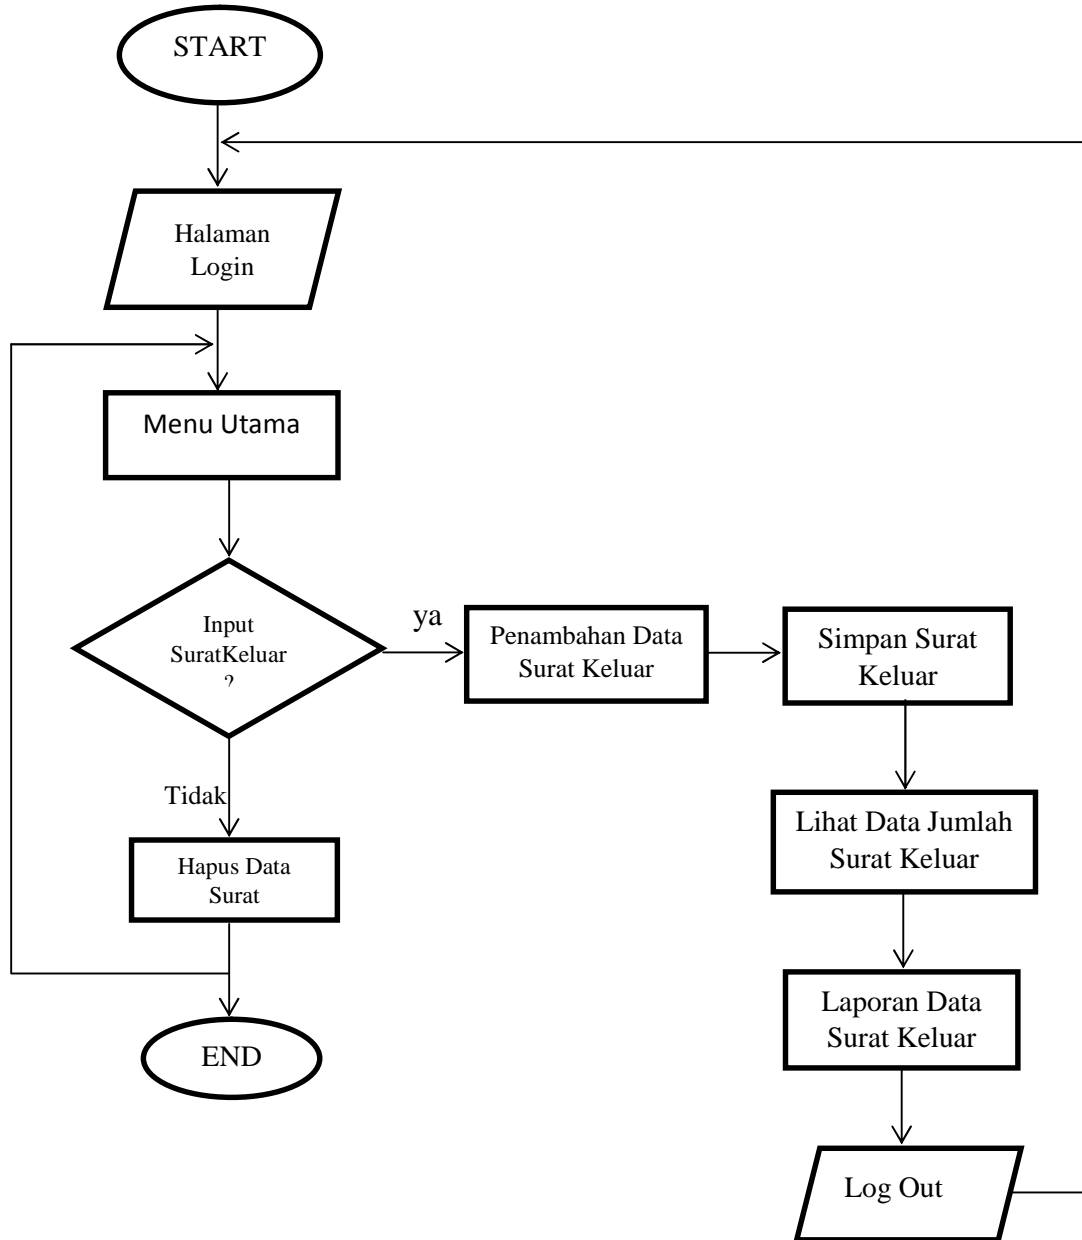 START
Halaman
Login
Menu Utama
Input
SuratKeluar
?
ya
Penambahan Data
Surat Keluar
Simpan Surat
Keluar
Tidak
Hapus Data
Surat
Lihat Data Jumlah
Surat Keluar
Laporan Data
Surat Keluar
END
Log Out